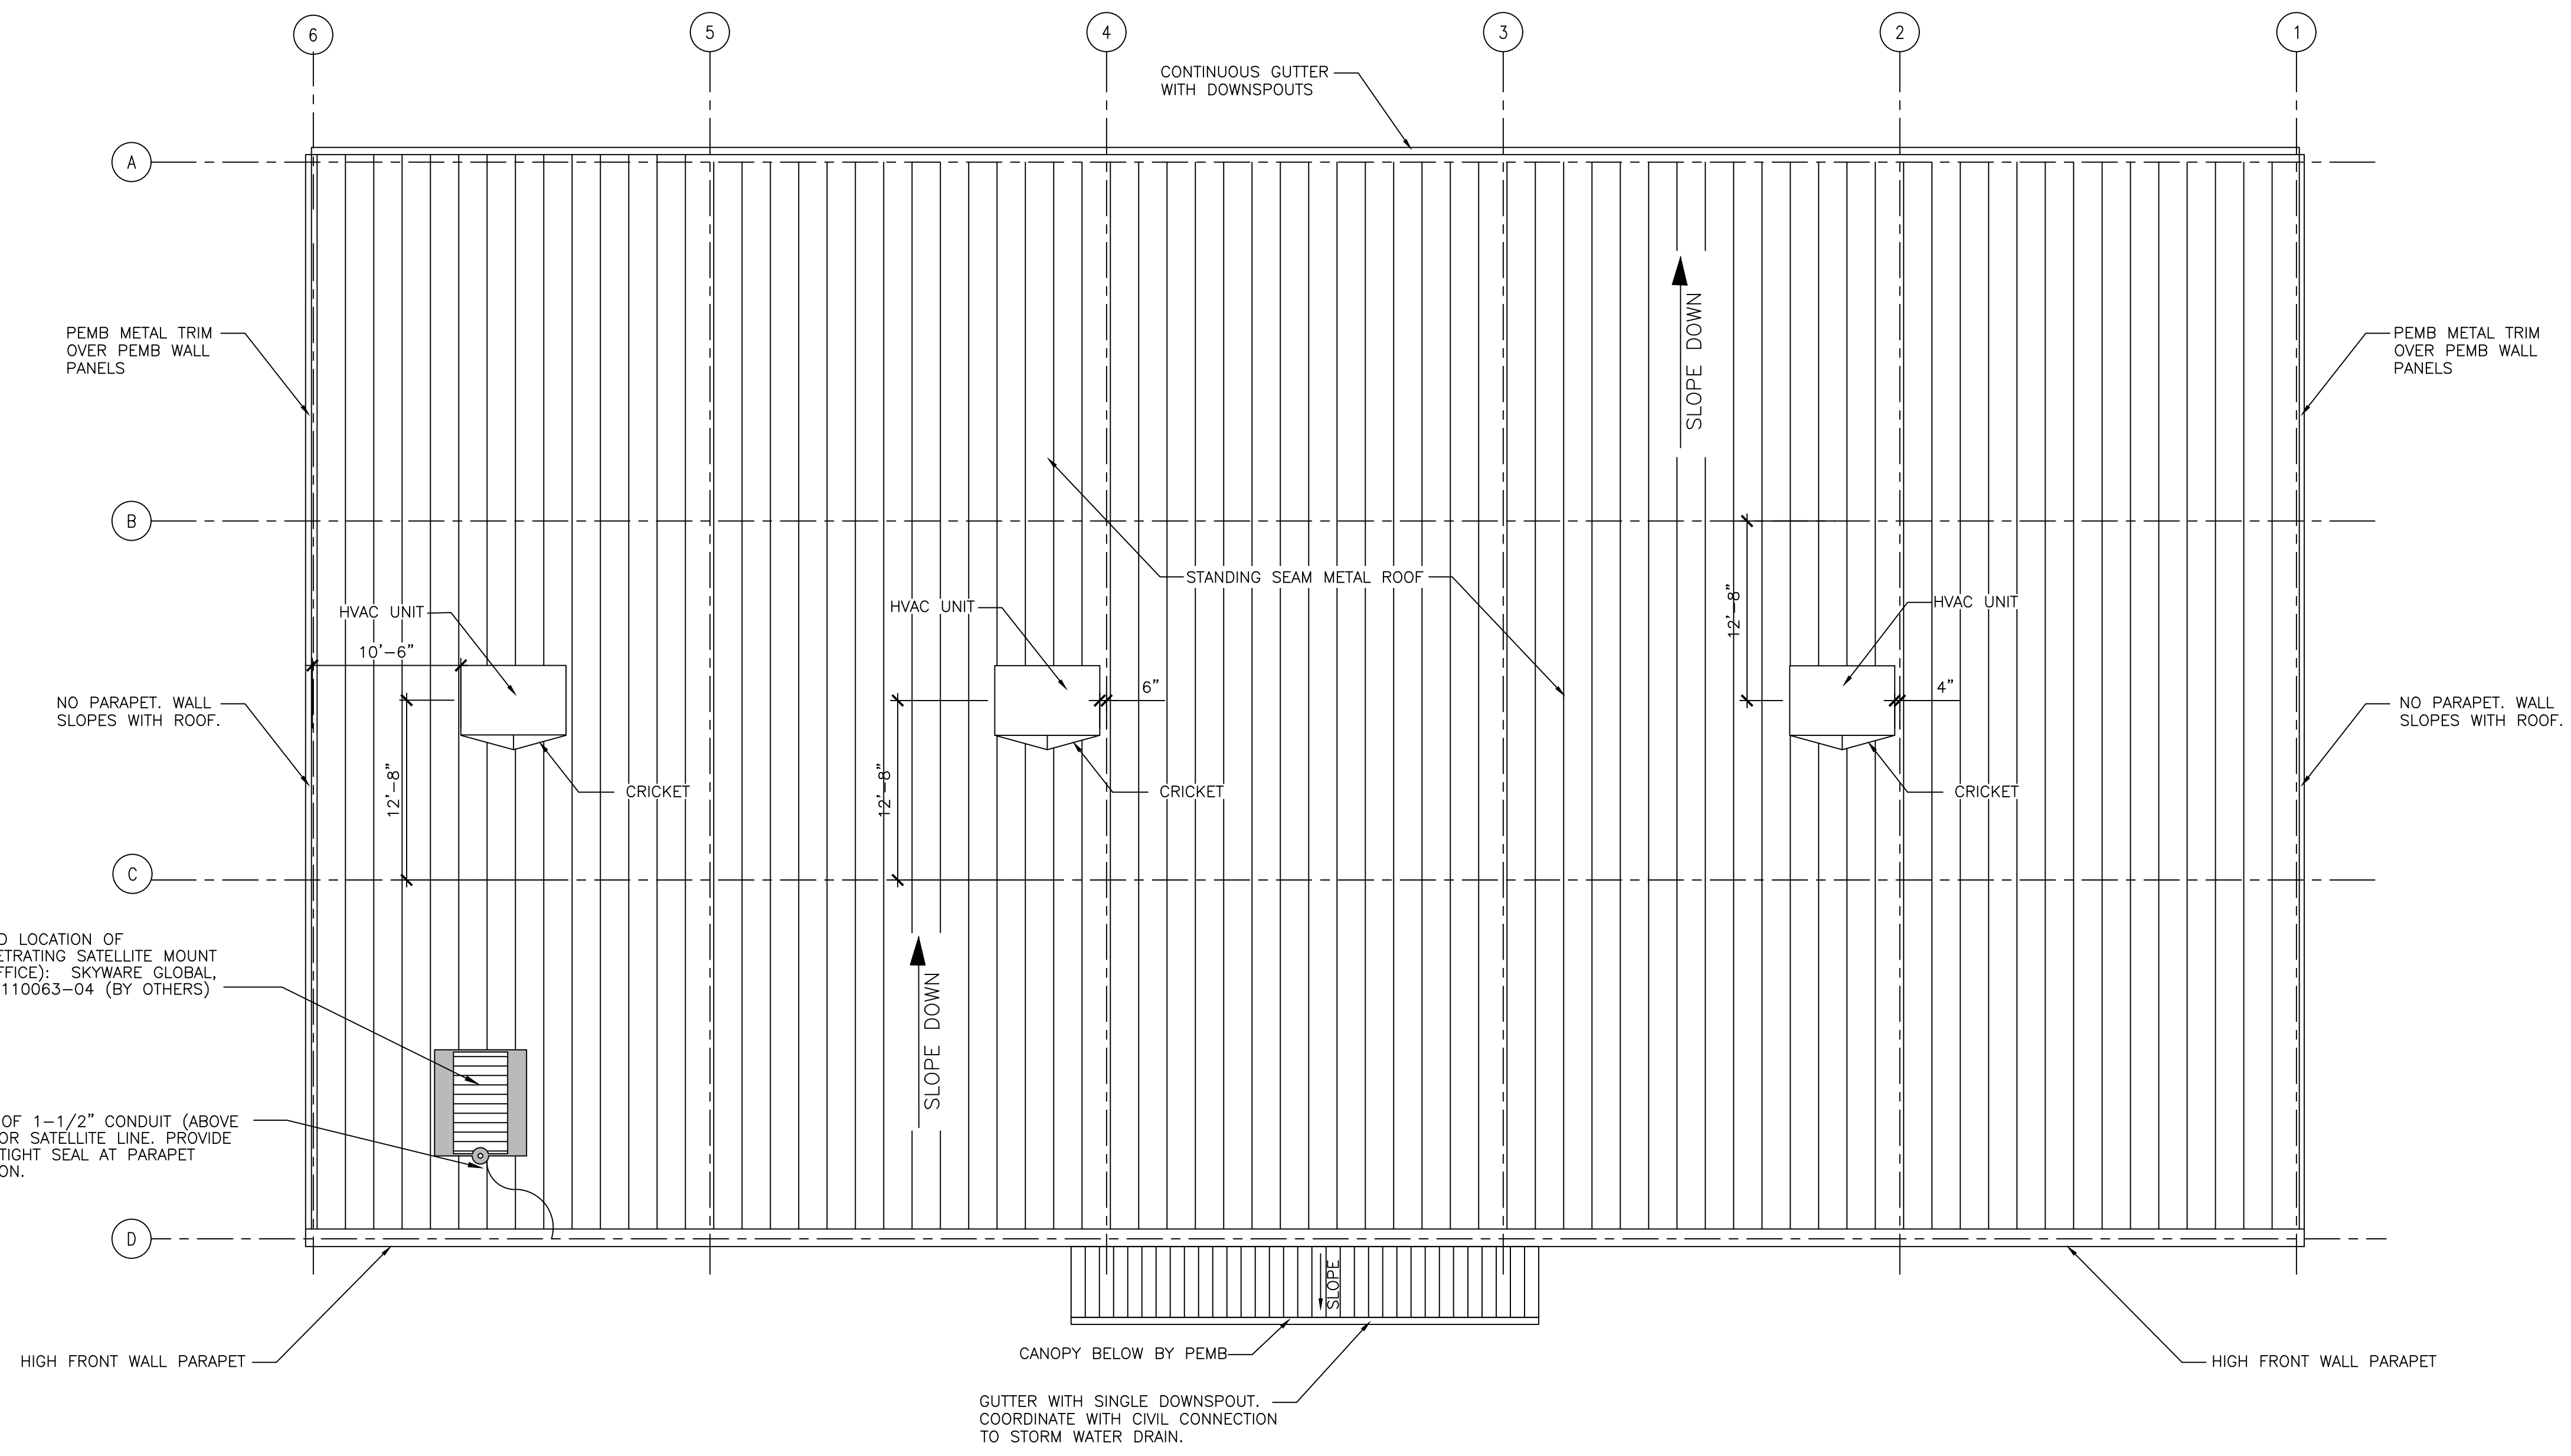 6
5
4
3
2
1
CONTINUOUS GUTTER
WITH DOWNSPOUTS
A
PEMB METAL TRIM
OVER PEMB WALL
PANELS
SLOPE DOWN
PEMB METAL TRIM
OVER PEMB WALL
PANELS
B
STANDING SEAM METAL ROOF
HVAC UNIT
HVAC UNIT
12'-8"
HVAC UNIT
10'-6"
6"
4"
NO PARAPET. WALL
SLOPES WITH ROOF.
NO PARAPET. WALL
SLOPES WITH ROOF.
12'-8"
CRICKET
12'-8"
CRICKET
CRICKET
C
LOCATION OF
SATELLITE MOUNT
SKYWARE GLOBAL,
110063-04 (BY OTHERS)
SLOPE DOWN
OF 1-1/2" CONDUIT (ABOVE
SATELLITE LINE. PROVIDE
TIGHT SEAL AT PARAPET
D
SLOPE
CANOPY BELOW BY PEMB
HIGH FRONT WALL PARAPET
HIGH FRONT WALL PARAPET
GUTTER WITH SINGLE DOWNSPOUT.
COORDINATE WITH CIVIL CONNECTION
TO STORM WATER DRAIN.